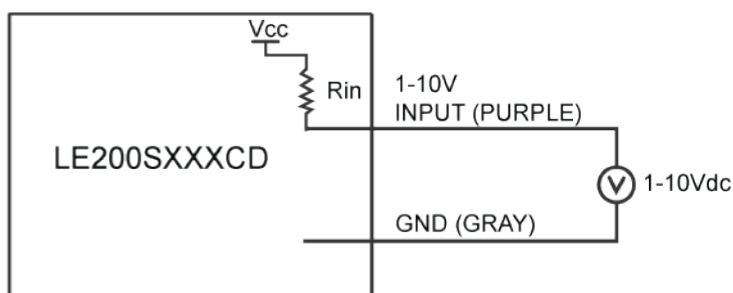 Vcc
Rin
1-10V
INPUT (PURPLE)
LE200SXXXCD
V
1-10Vdc
GND (GRAY)